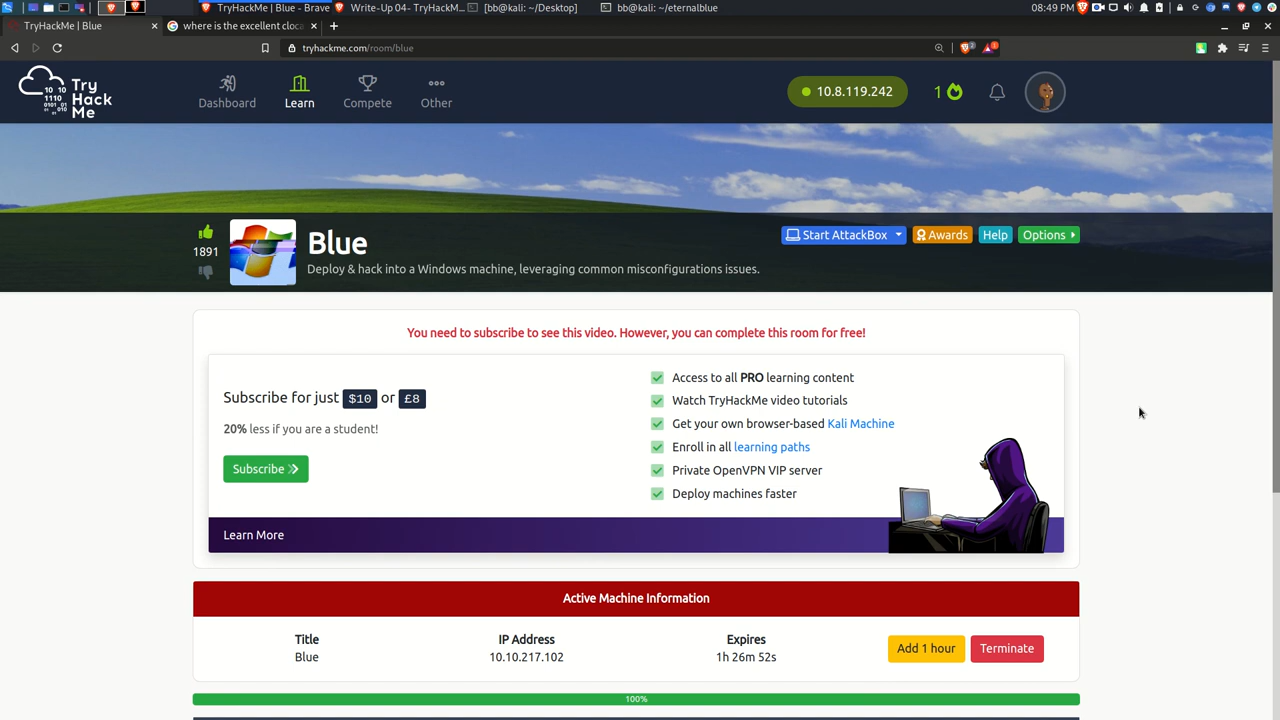 TryHackMe | Blue - Brave
Write-Up 04- TryHackM...
[bb@kali: ~/Desktop]
bb@kali: ~/eternalblue
08:49 PM
TryHackMe | Blue
where is the excellent cloca
tryhackme.com/room/blue
Try
Hack
Me
Dashboard
Learn
Compete
Other
10.8.119.242
1
1891
Blue
Deploy & hack into a Windows machine, leveraging common misconfigurations issues.
Start AttackBox
Awards
Help
Options
You need to subscribe to see this video. However, you can complete this room for free!
Subscribe for just $10 or £8
20% less if you are a student!
Subscribe
Access to all PRO learning content
Watch TryHackMe video tutorials
Get your own browser-based Kali Machine
Enroll in all learning paths
Private OpenVPN VIP server
Deploy machines faster
Learn More
Active Machine Information
Title
IP Address
Expires
Blue
10.10.217.102
1h 26m 52s
Add 1 hour
Terminate
100%